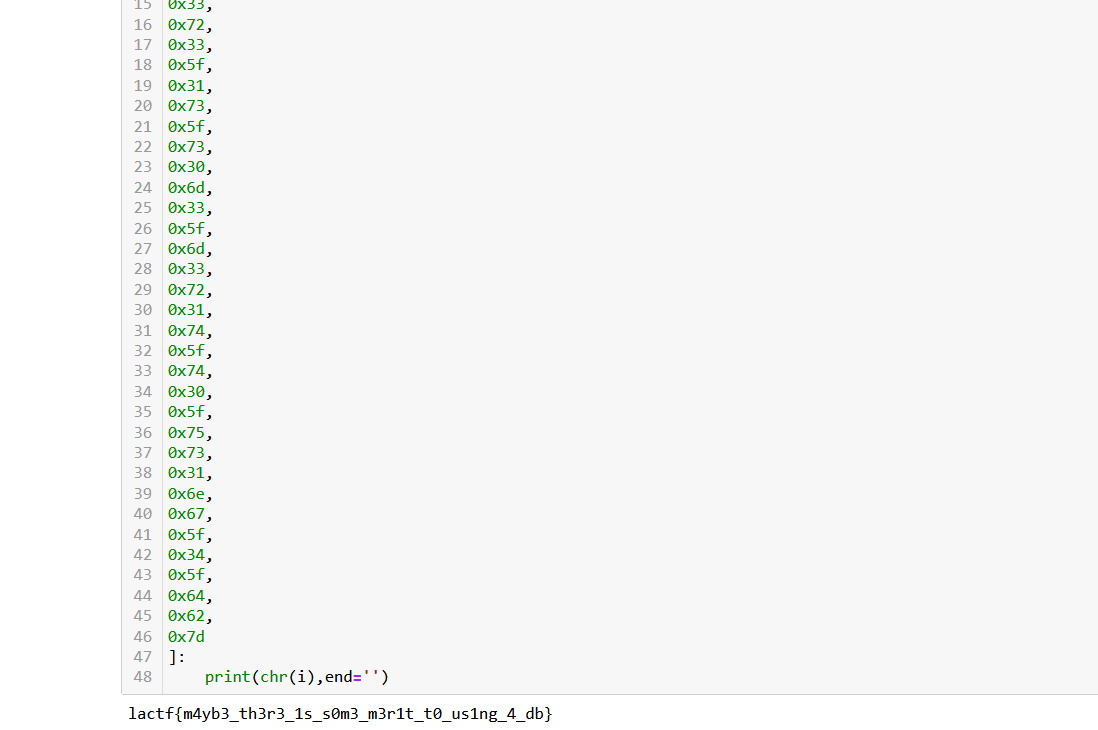 15 0x33,
16 0x72,
17 0x33,
18 0x5f,
19 0x31,
20 0x73,
21 0x5f,
22 0x73,
23 0x30,
24 0x6d,
25 0x33,
26 0x5f,
27 0x6d,
28 0x33,
29 0x72,
30 0x31,
31 0x74,
32 0x5f,
33 0x74,
34 0x30,
35 0x5f,
36 0x75,
37 0x73,
38 0x31,
39 0x6e,
40 0x67,
41 0x5f,
42 0x34,
43 0x5f,
44 0x64,
45 0x62,
46 0x7d
47 ]:
48     print(chr(i),end='')
lactf{m4yb3_th3r3_1s_s0m3_m3r1t_t0_us1ng_4_db}